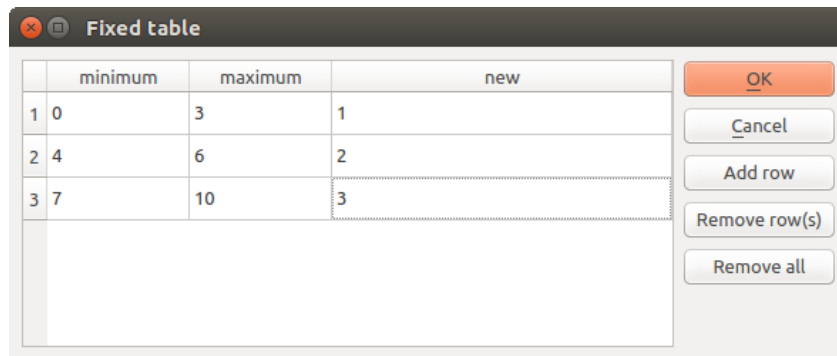 Fixed table
minimum maximum new
1 0 3 1
2 4 6 2
3 7 10 3
OK
Cancel
Add row
Remove row(s)
Remove all